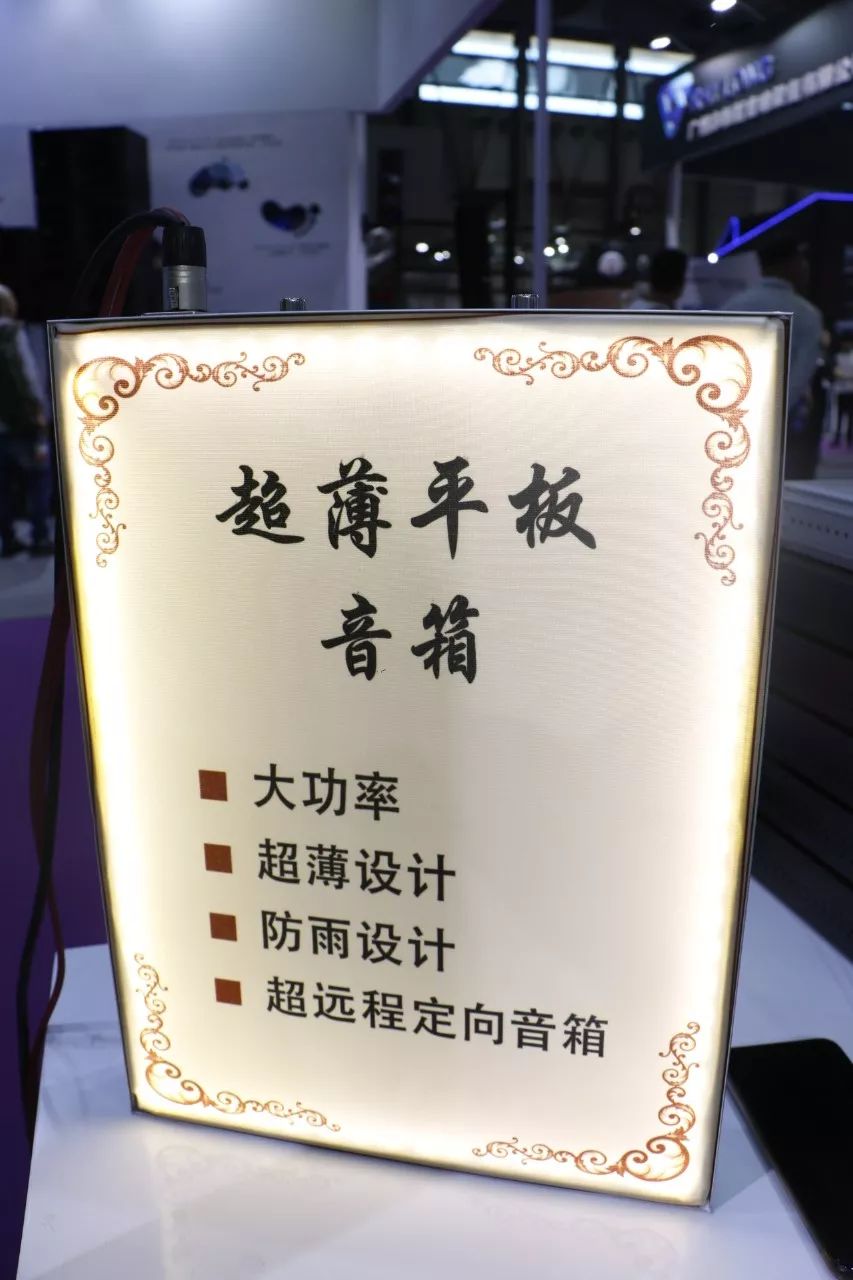 超薄平板
音箱
大功率
超薄设计
防雨设计
超远程定向音箱